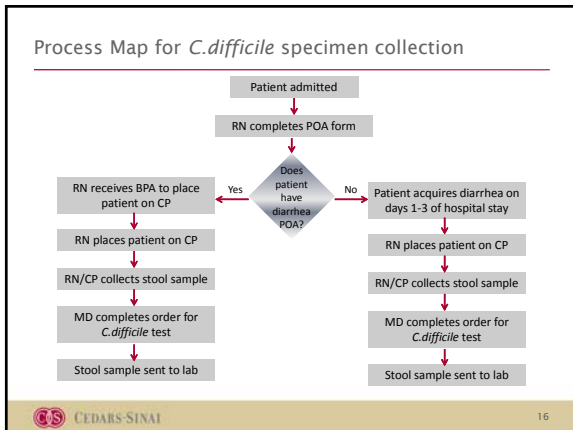 Process Map for C.difficile specimen collection
Patient admitted
RN completes POA form
Does
patient
have
diarrhea
POA?
Yes
No
RN receives BPA to place
patient on CP
RN places patient on CP
RN/CP collects stool sample
MD completes order for
C.difficile test
Stool sample sent to lab
Patient acquires diarrhea on
days 1-3 of hospital stay
RN places patient on CP
RN/CP collects stool sample
MD completes order for
C.difficile test
Stool sample sent to lab
CEDARS-SINAI
16